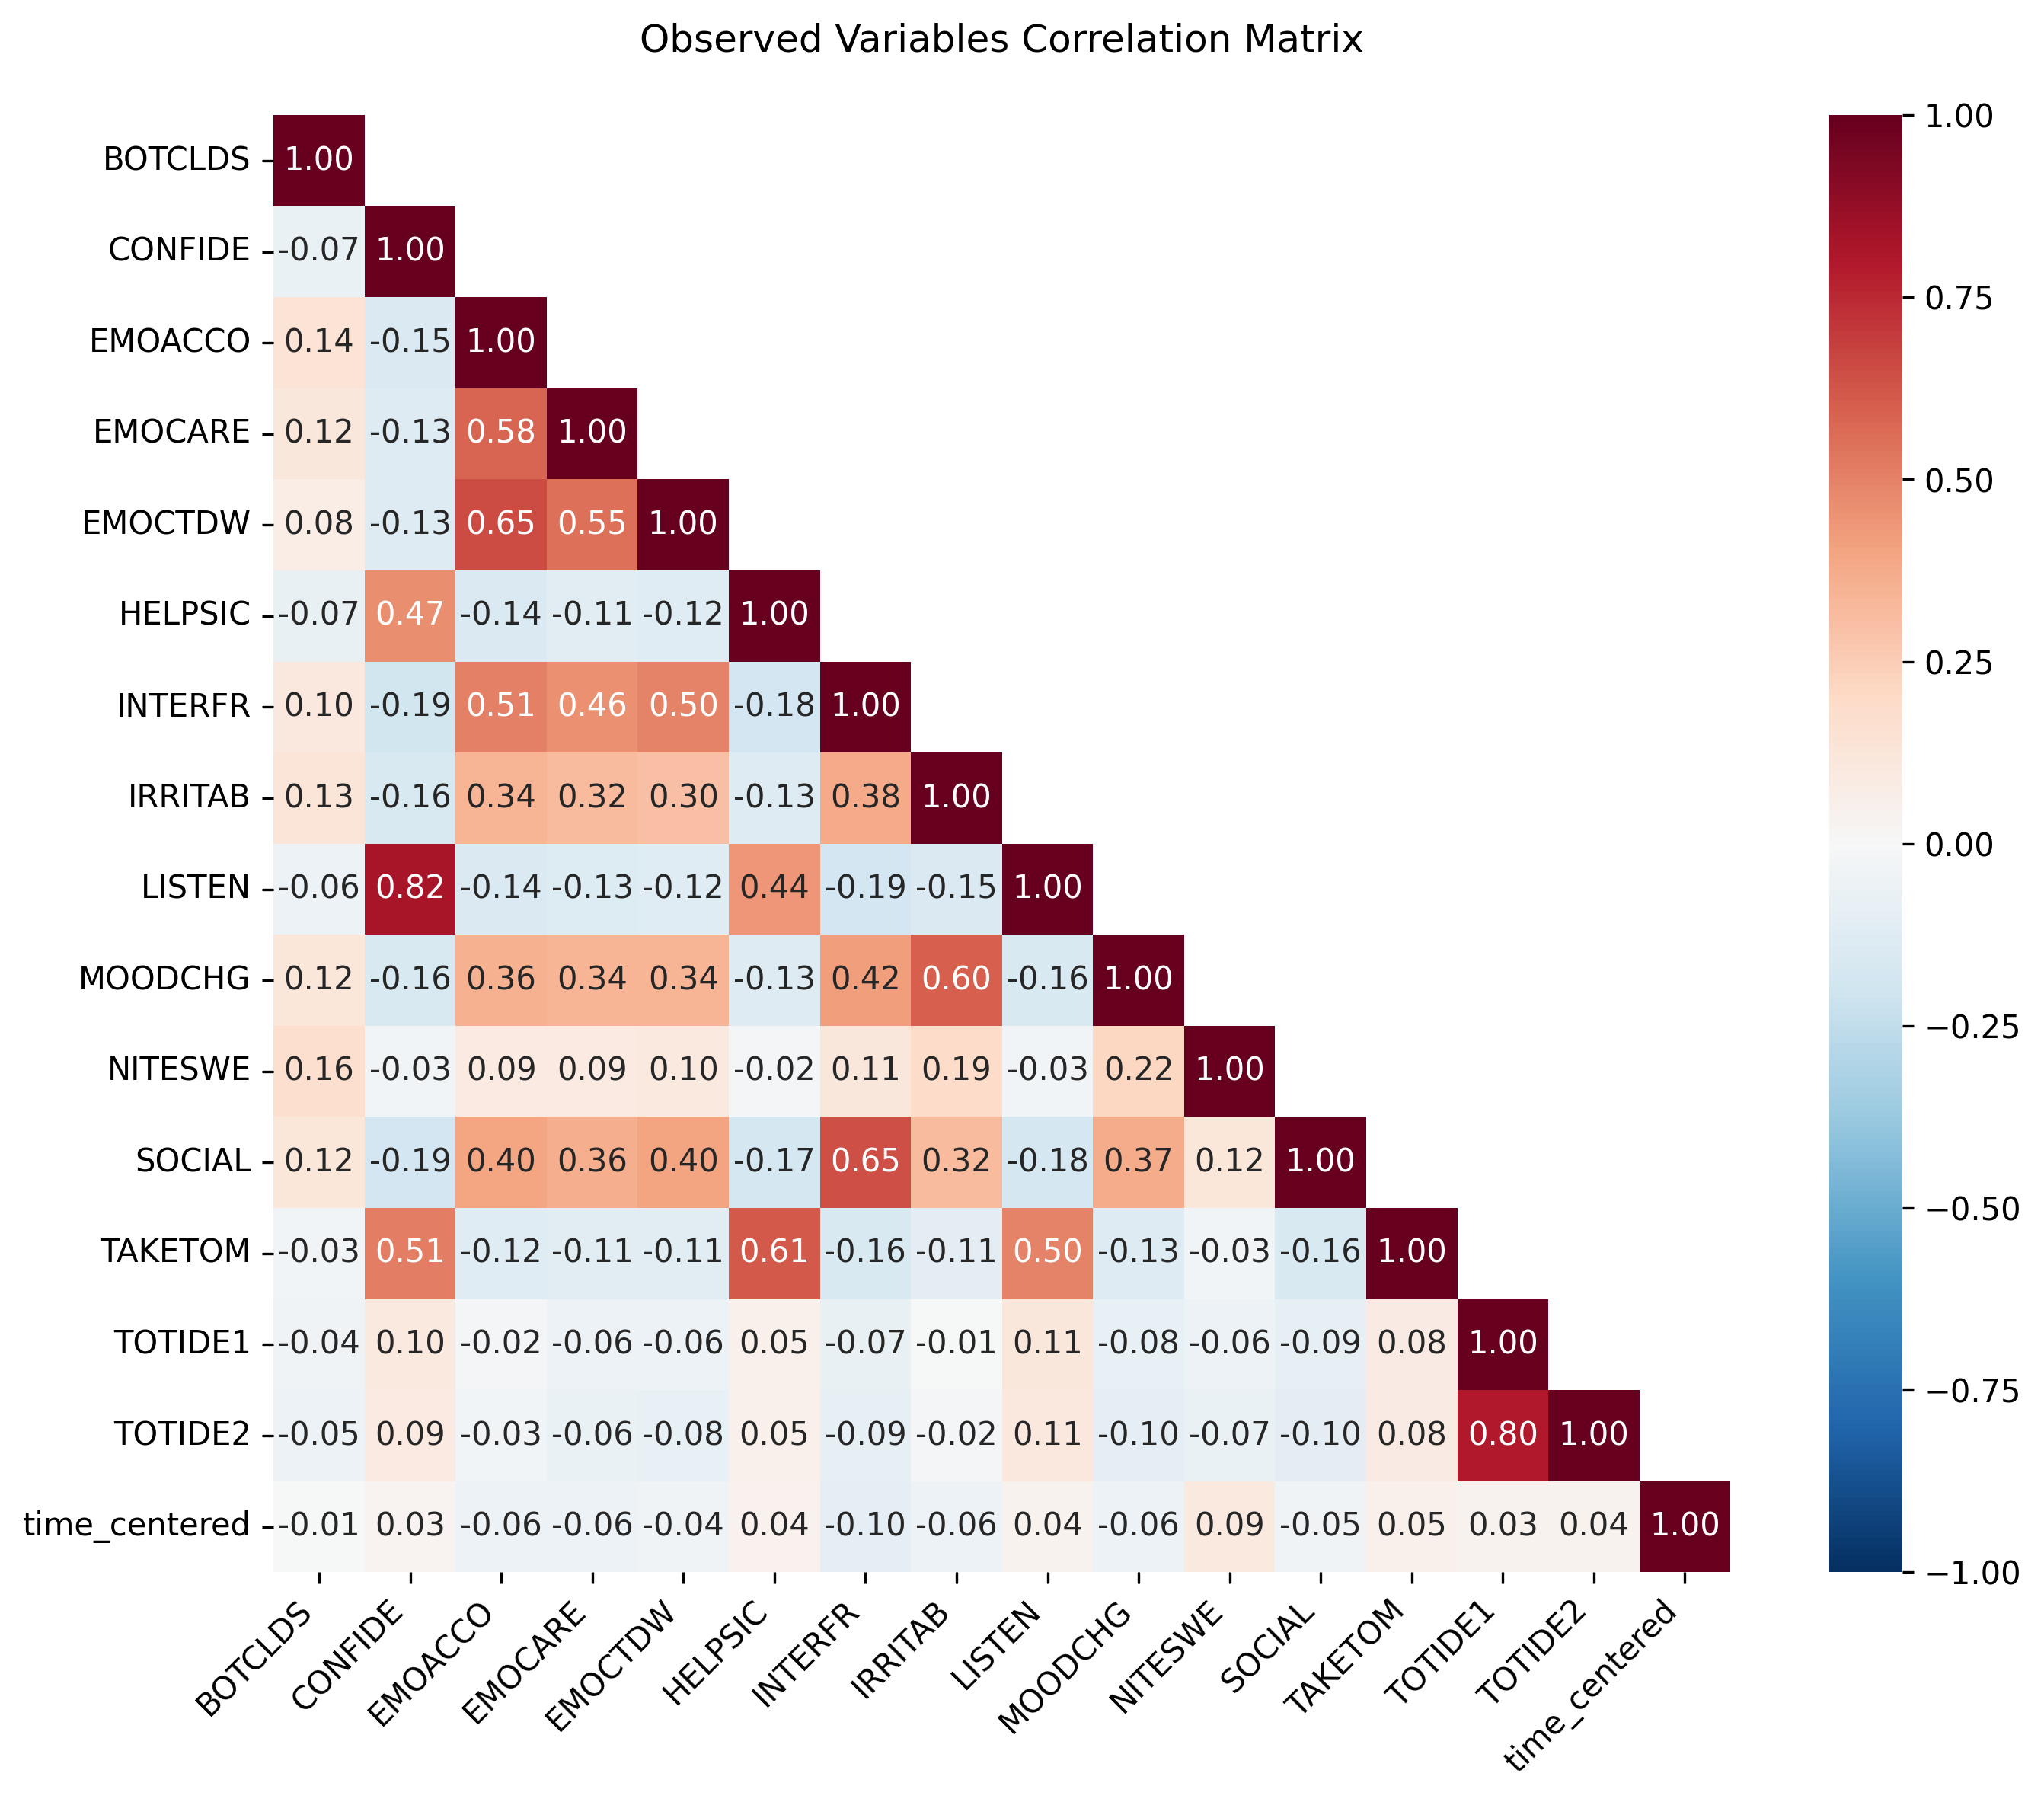 Observed Variables Correlation Matrix
BOTCLDS 1.00
CONFIDE -0.07 1.00
EMOACCO 0.14 -0.15 1.00
EMOCARE 0.12 -0.13 0.58 1.00
EMOCTDW 0.08 -0.13 0.65 0.55 1.00
HELPSIC -0.07 0.47 -0.14 -0.11 -0.12 1.00
INTERFR 0.10 -0.19 0.51 0.46 0.50 -0.18 1.00
IRRITAB 0.13 -0.16 0.34 0.32 0.30 -0.13 0.38 1.00
LISTEN -0.06 0.82 -0.14 -0.13 -0.12 0.44 -0.19 -0.15 1.00
MOODCHG 0.12 -0.16 0.36 0.34 0.34 -0.13 0.42 0.60 -0.16 1.00
NITESWE 0.16 -0.03 0.09 0.09 0.10 -0.02 0.11 0.19 -0.03 0.22 1.00
SOCIAL 0.12 -0.19 0.40 0.36 0.40 -0.17 0.65 0.32 -0.18 0.37 0.12 1.00
TAKETOM -0.03 0.51 -0.12 -0.11 -0.11 0.61 -0.16 -0.11 0.50 -0.13 -0.03 -0.16 1.00
TOTIDE1 -0.04 0.10 -0.02 -0.06 -0.06 0.05 -0.07 -0.01 0.11 -0.08 -0.06 -0.09 0.08 1.00
TOTIDE2 -0.05 0.09 -0.03 -0.06 -0.08 0.05 -0.09 -0.02 0.11 -0.10 -0.07 -0.10 0.08 0.80 1.00
time_centered -0.01 0.03 -0.06 -0.06 -0.04 0.04 -0.10 -0.06 0.04 -0.06 0.09 -0.05 0.05 0.03 0.04 1.00
BOTCLDS CONFIDE EMOACCO EMOCARE EMOCTDW HELPSIC INTERFR IRRITAB LISTEN MOODCHG NITESWE SOCIAL TAKETOM TOTIDE1 TOTIDE2 time_centered
1.00
0.75
0.50
0.25
0.00
−0.25
−0.50
−0.75
−1.00